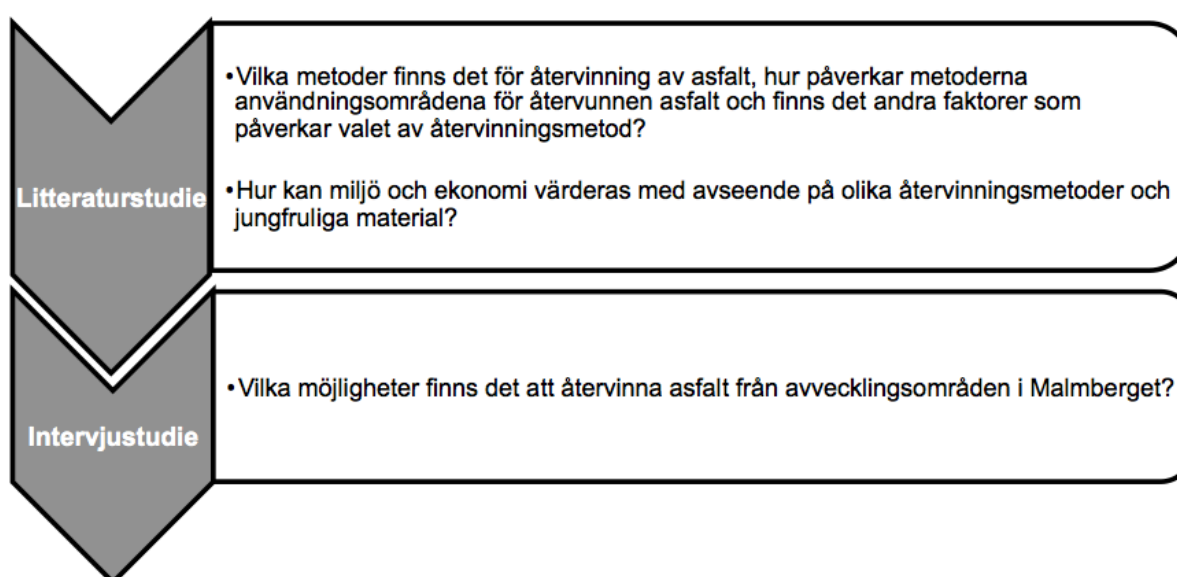 Litteraturstudie
•Vilka metoder finns det för återvinning av asfalt, hur påverkar metoderna
användningsområdena för återvunnen asfalt och finns det andra faktorer som
påverkar valet av återvinningsmetod?
•Hur kan miljö och ekonomi värderas med avseende på olika återvinningsmetoder och
jungfruliga material?
Intervjustudie
•Vilka möjligheter finns det att återvinna asfalt från avvecklingsområden i Malmberget?